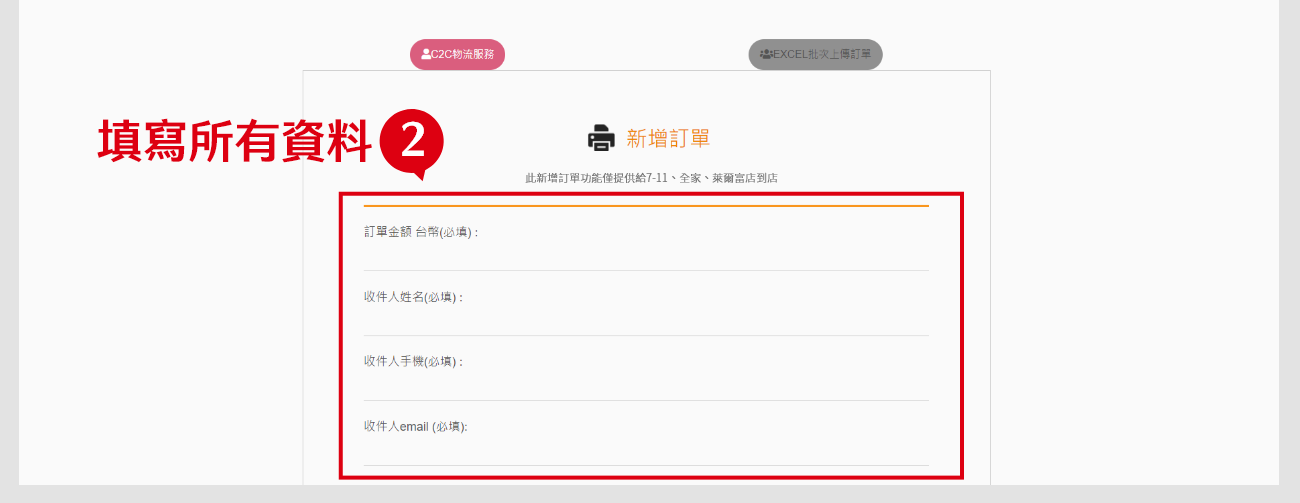 C2C物流服務
EXCEL批次上傳訂單
填寫所有資料 2
新增訂單
此新增訂單功能僅提供給7-11、全家、萊爾富店到店
訂單金額 台幣(必填) :
收件人姓名(必填) :
收件人手機(必填) :
收件人email (必填):